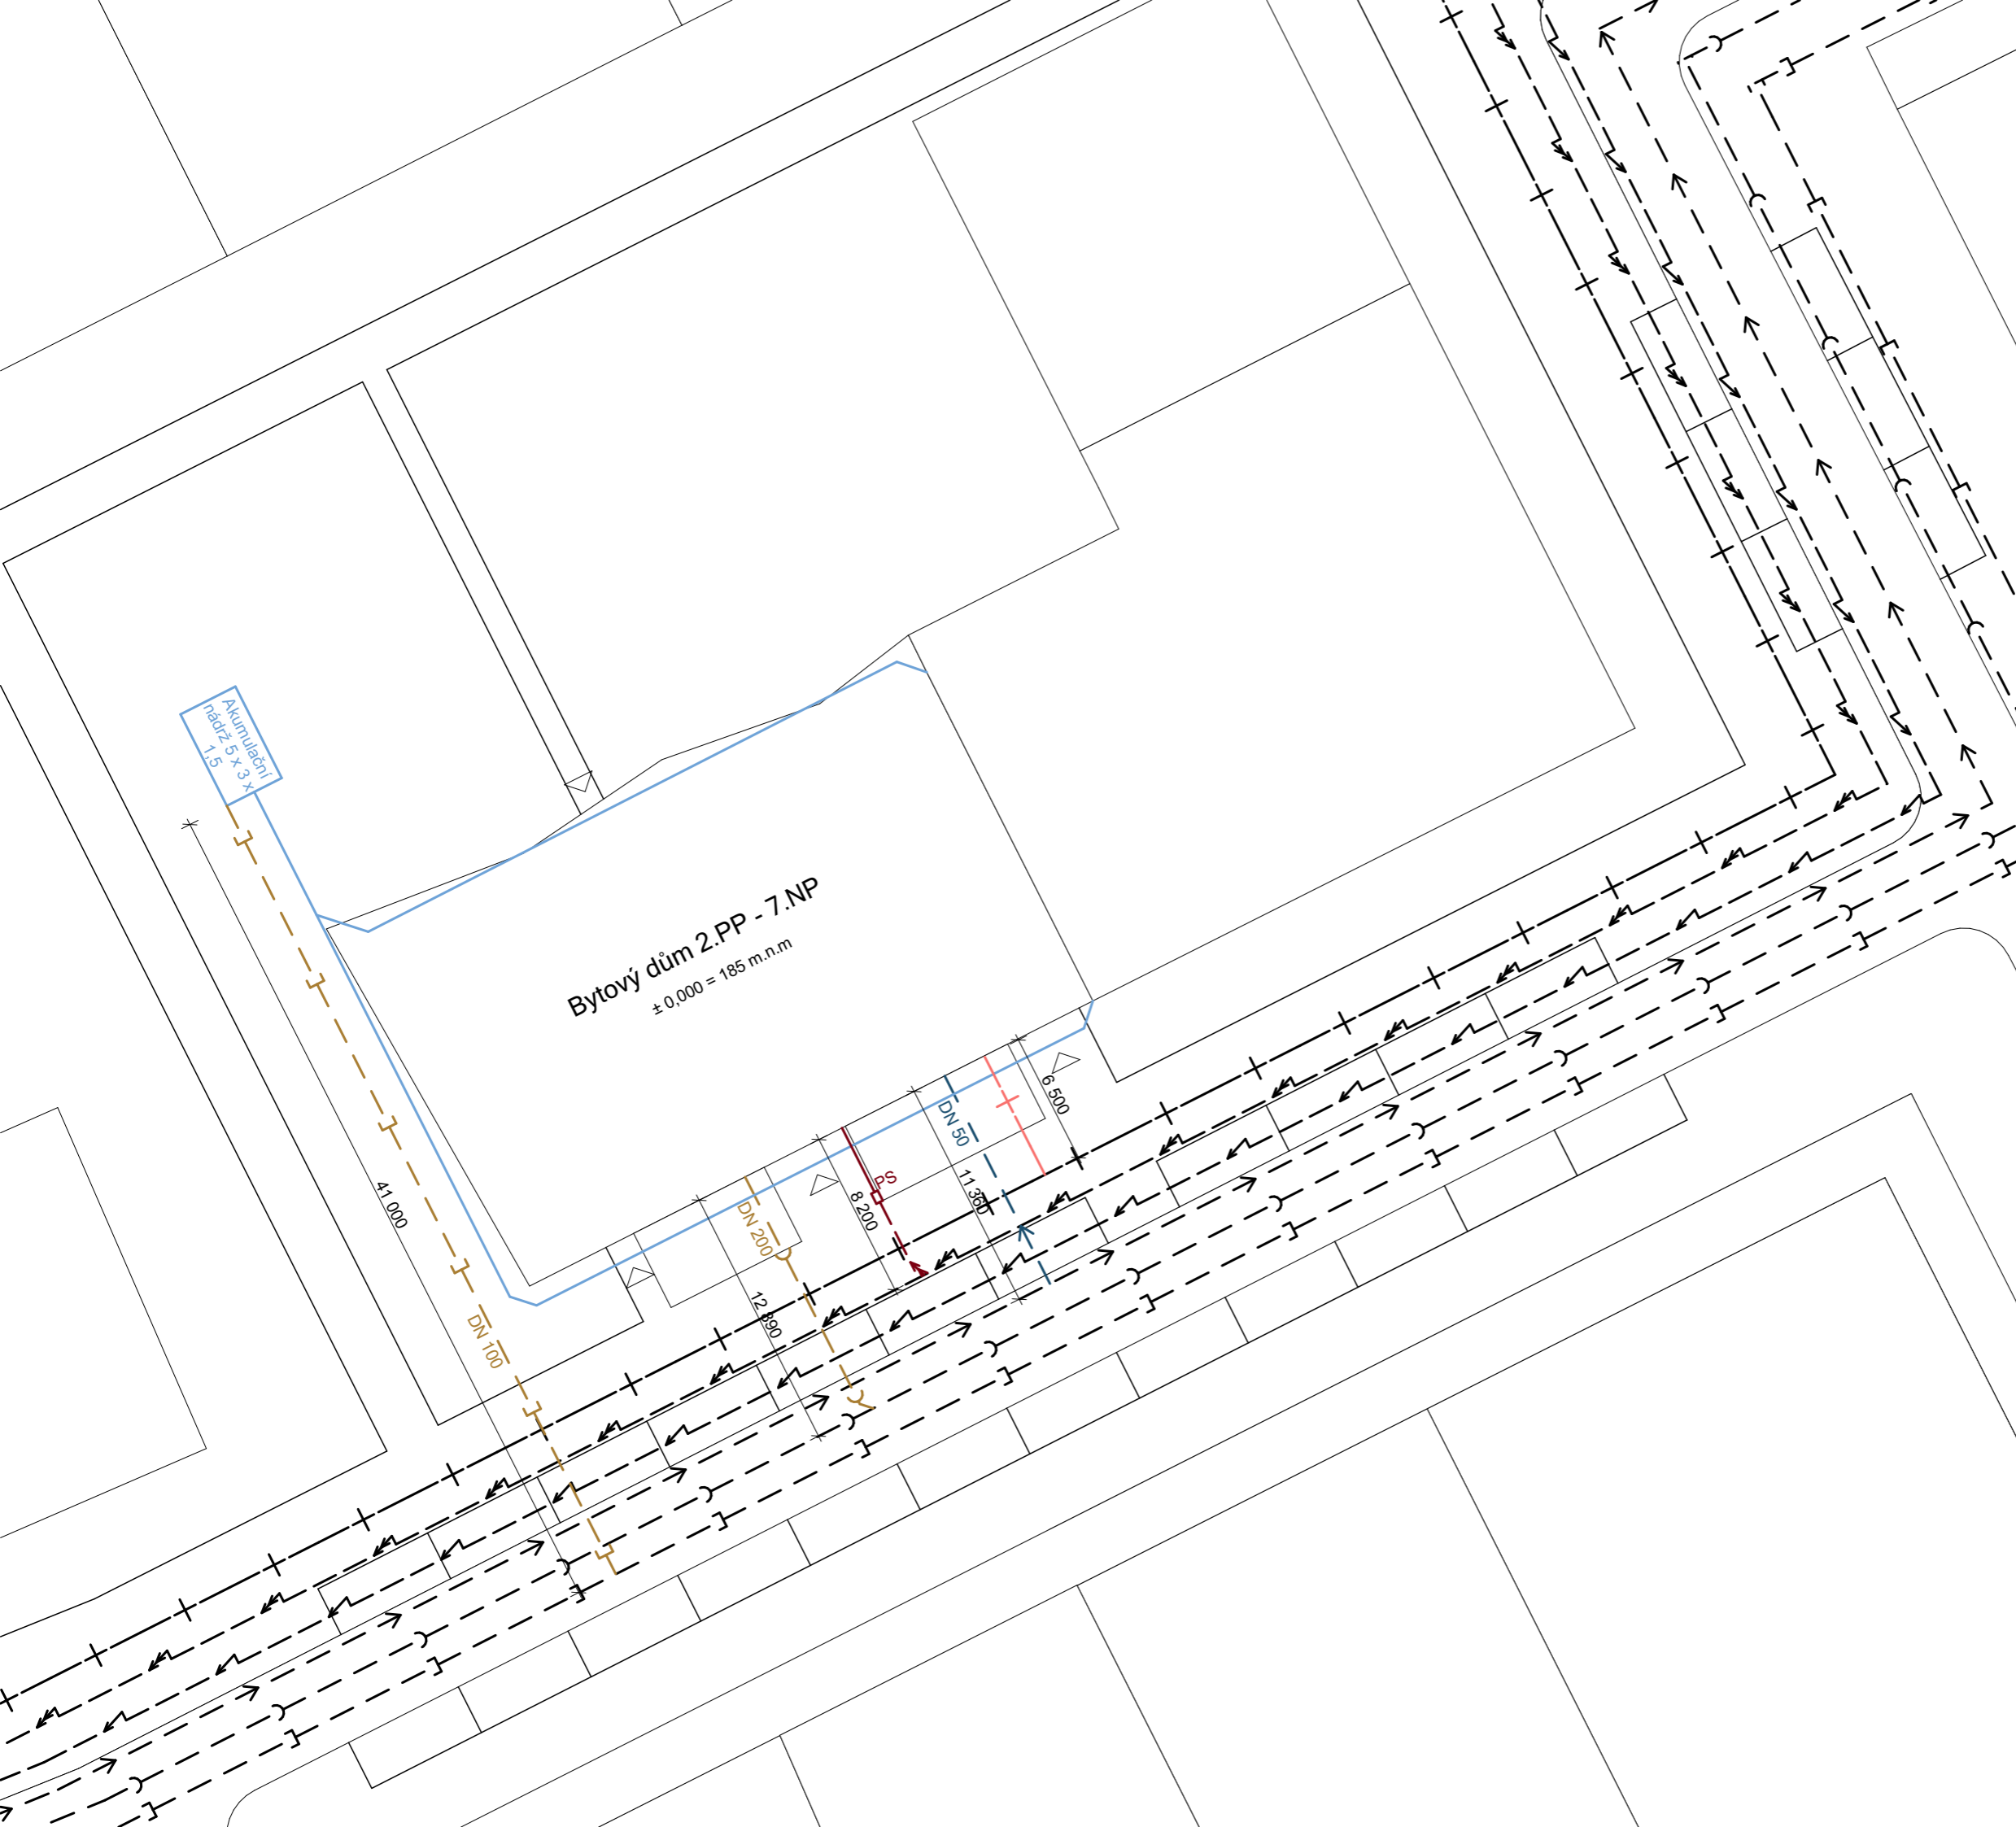 Akumulační
nádrž 5 x 3 x
1,5
Bytový dům 2.PP - 7.NP
± 0,000 = 185 m.n.m
41 000
DN 100
DN 200
12 890
8 200
PS
DN 50
11 360
6 500